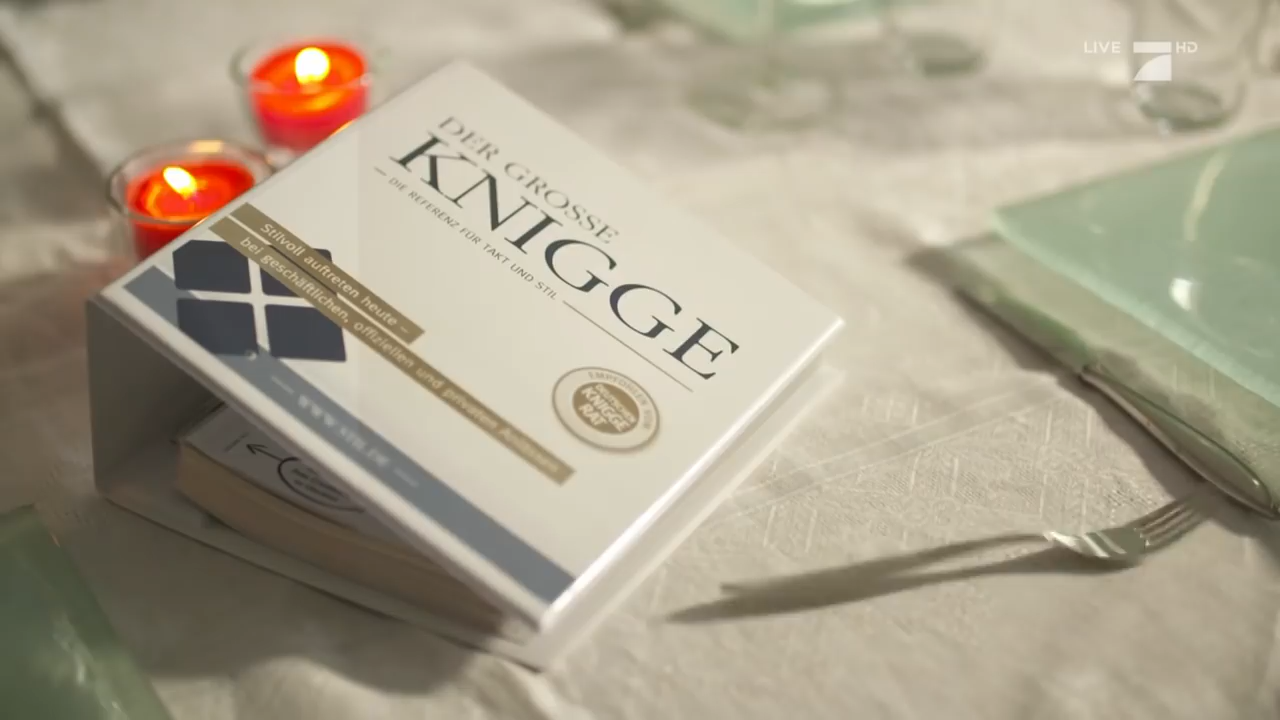 LIVE HD
DER GROSSE
KNIGGE
DIE REFERENZ FÜR TAKT UND STIL
Stilvoll auftreten heute –
bei geschäftlichen, offiziellen und privaten Anlässen
EMPFOHLEN VOM
KNIGGE
RAT